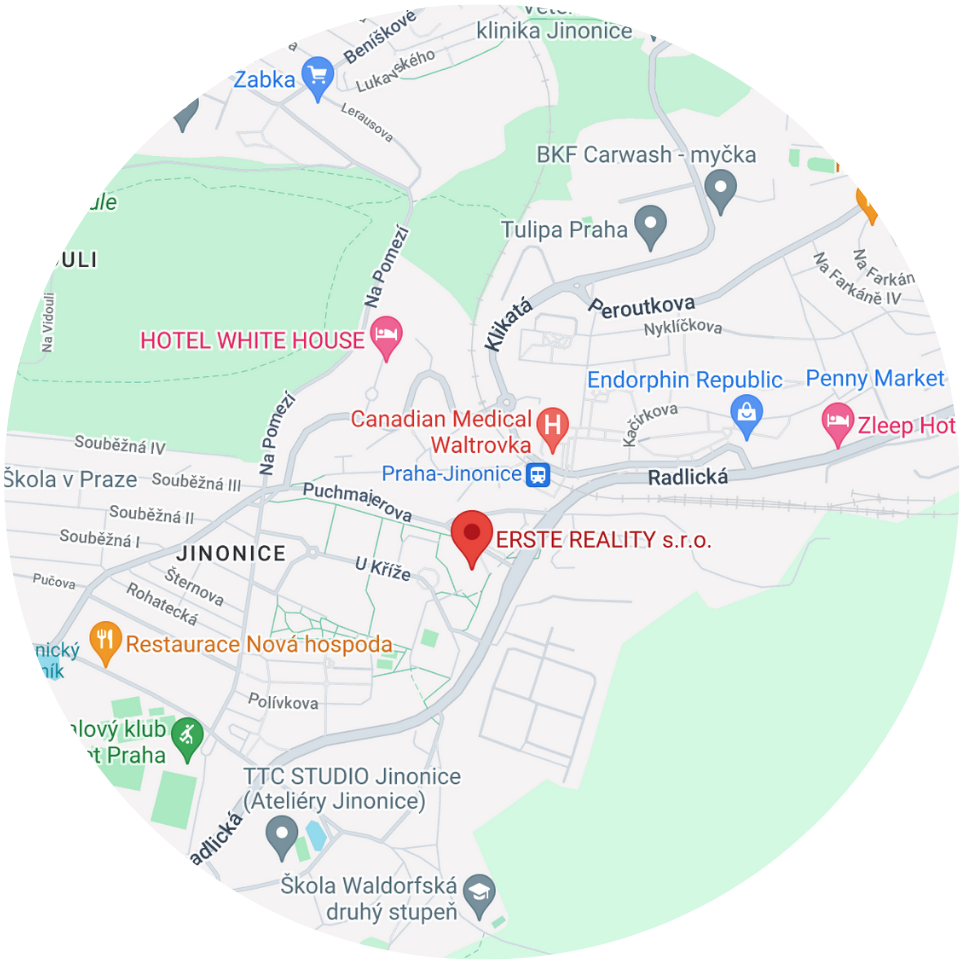 klinika Jinonice
Beníškové
Lukavského
Zabka
Lerausova
BKF Carwash - myčka
Tulipa Praha
Na Pomezí
Na Farkán
Na Farkáně IV
Na Vidouli
Klikatá
Peroutkova
Nyklíčkova
HOTEL WHITE HOUSE
Endorphin Republic
Penny Market
Na Pomezí
Canadian Medical
Waltrovka
Kačírkova
Zleep Hot
Souběžná IV
Praha-Jinonice
Radlická
Škola v Praze
Souběžná III
Puchmajerova
Souběžná II
Souběžná I
ERSTE REALITY s.r.o.
JINONICE
U Kříže
Pučova
Šternova
Rohatecká
Restaurace Nová hospoda
nický
ník
Polívkova
alový klub
et Praha
TTC STUDIO Jinonice
(Ateliéry Jinonice)
adlická
Škola Waldorfská
druhý stupeň